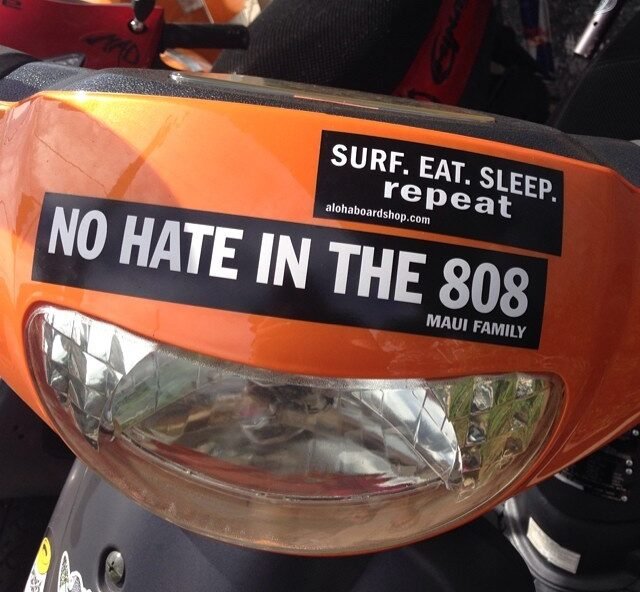 SURF. EAT. SLEEP.
repeat
alohaboardshop.com
NO HATE IN THE 808
MAUI FAMILY